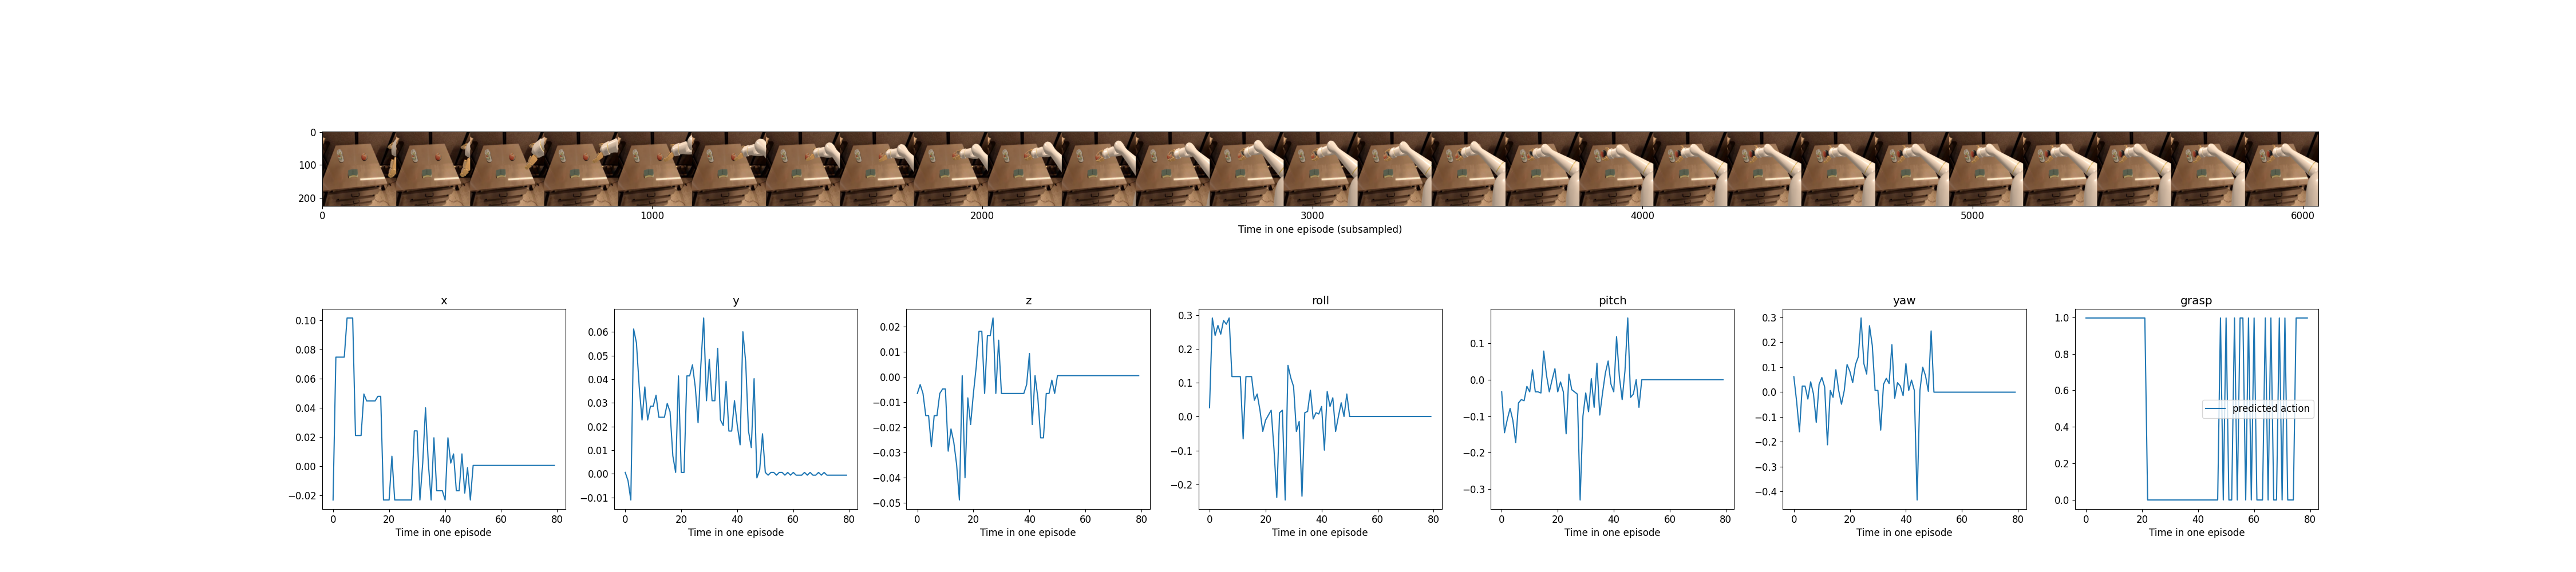 0
100
200
0 1000 2000 3000 4000 5000 6000
Time in one episode (subsampled)
x
0.10
0.08
0.06
0.04
0.02
0.00
−0.02
0 20 40 60 80
Time in one episode
y
0.06
0.05
0.04
0.03
0.02
0.01
0.00
−0.01
0 20 40 60 80
Time in one episode
z
0.02
0.01
0.00
−0.01
−0.02
−0.03
−0.04
−0.05
0 20 40 60 80
Time in one episode
roll
0.3
0.2
0.1
0.0
−0.1
−0.2
0 20 40 60 80
Time in one episode
pitch
0.1
0.0
−0.1
−0.2
−0.3
0 20 40 60 80
Time in one episode
yaw
0.3
0.2
0.1
0.0
−0.1
−0.2
−0.3
−0.4
0 20 40 60 80
Time in one episode
grasp
1.0
0.8
0.6
0.4
0.2
0.0
predicted action
0 20 40 60 80
Time in one episode